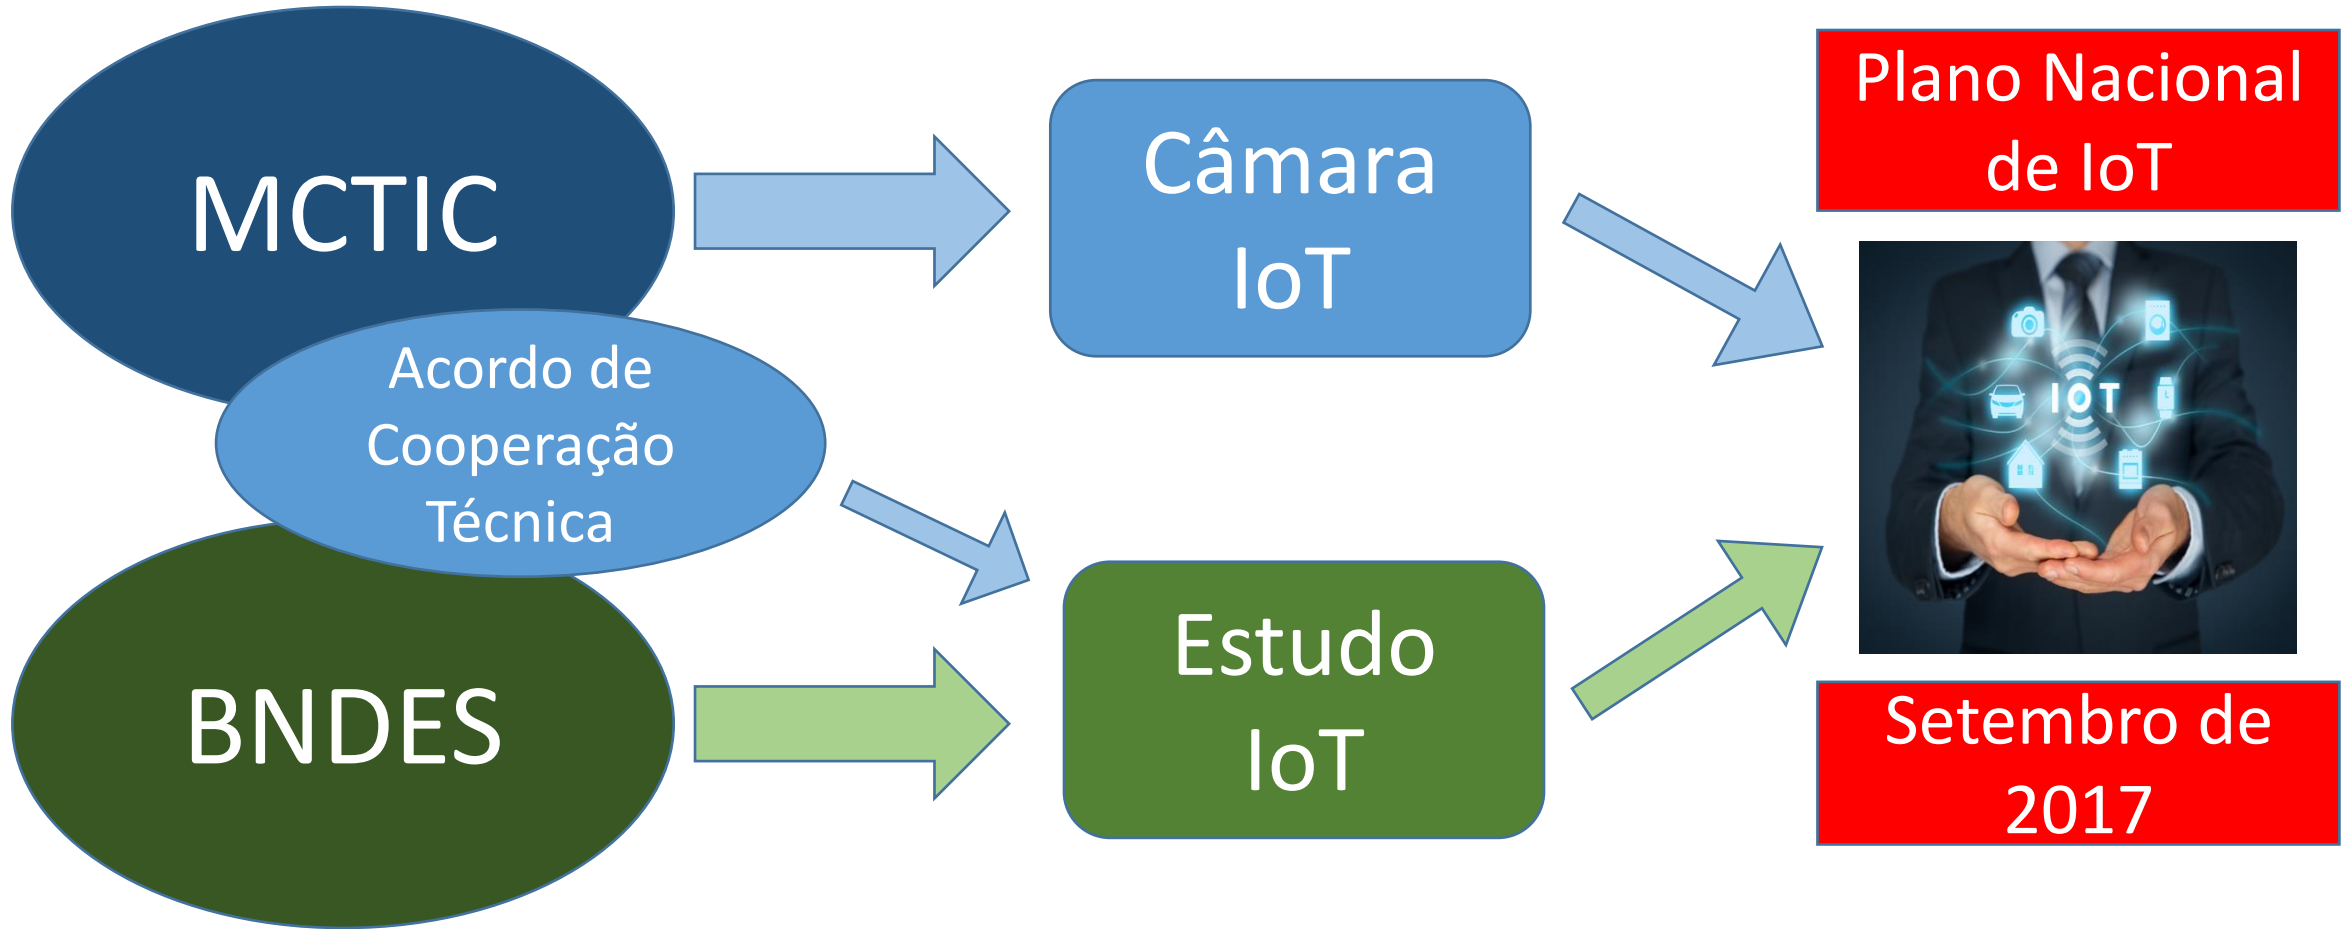 MCTIC
Acordo de
Cooperação
Técnica
BNDES
Câmara
IoT
Estudo
IoT
Plano Nacional
de IoT
IOT
Setembro de
2017